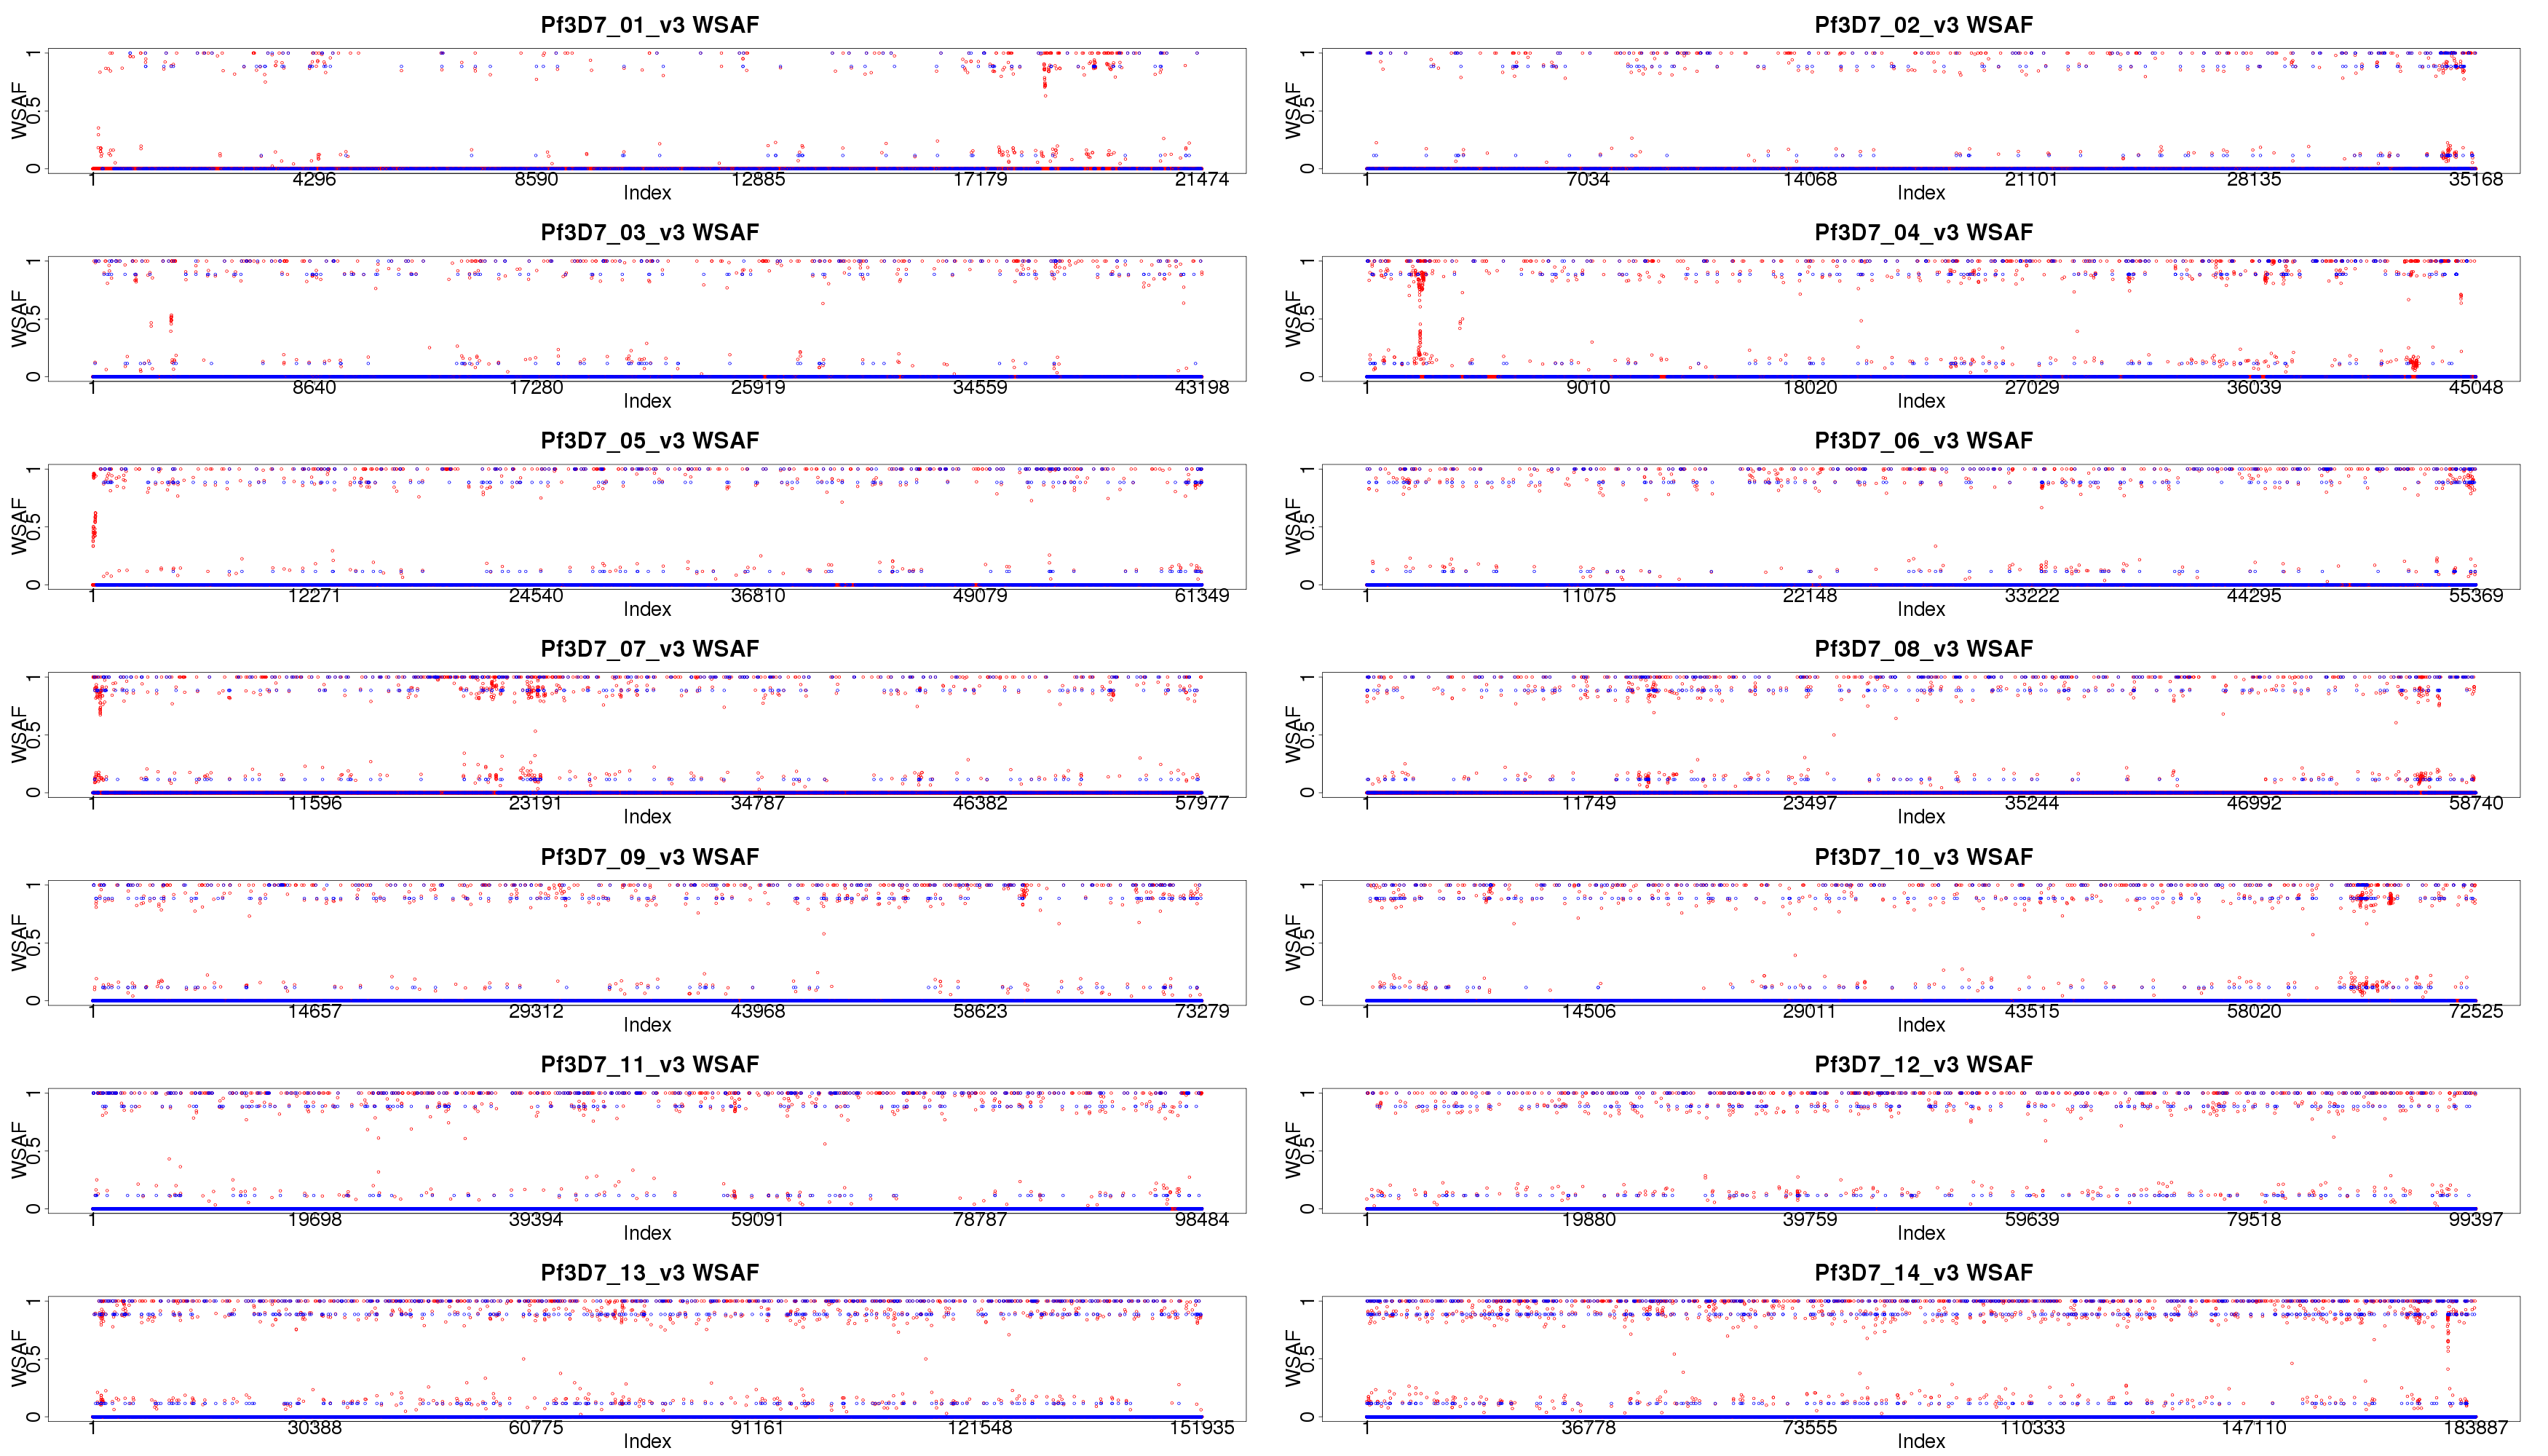 Pf3D7_01_v3 WSAF
WSAF
0 0.5 1
1 4296 8590 12885 17179 21474
Index
Pf3D7_02_v3 WSAF
WSAF
0 0.5 1
1 7034 14068 21101 28135 35168
Index
Pf3D7_03_v3 WSAF
WSAF
0 0.5 1
1 8640 17280 25919 34559 43198
Index
Pf3D7_04_v3 WSAF
WSAF
0 0.5 1
1 9010 18020 27029 36039 45048
Index
Pf3D7_05_v3 WSAF
WSAF
0 0.5 1
1 12271 24540 36810 49079 61349
Index
Pf3D7_06_v3 WSAF
WSAF
0 0.5 1
1 11075 22148 33222 44295 55369
Index
Pf3D7_07_v3 WSAF
WSAF
0 0.5 1
1 11596 23191 34787 46382 57977
Index
Pf3D7_08_v3 WSAF
WSAF
0 0.5 1
1 11749 23497 35244 46992 58740
Index
Pf3D7_09_v3 WSAF
WSAF
0 0.5 1
1 14657 29312 43968 58623 73279
Index
Pf3D7_10_v3 WSAF
WSAF
0 0.5 1
1 14506 29011 43515 58020 72525
Index
Pf3D7_11_v3 WSAF
WSAF
0 0.5 1
1 19698 39394 59091 78787 98484
Index
Pf3D7_12_v3 WSAF
WSAF
0 0.5 1
1 19880 39759 59639 79518 99397
Index
Pf3D7_13_v3 WSAF
WSAF
0 0.5 1
1 30388 60775 91161 121548 151935
Index
Pf3D7_14_v3 WSAF
WSAF
0 0.5 1
1 36778 73555 110333 147110 183887
Index